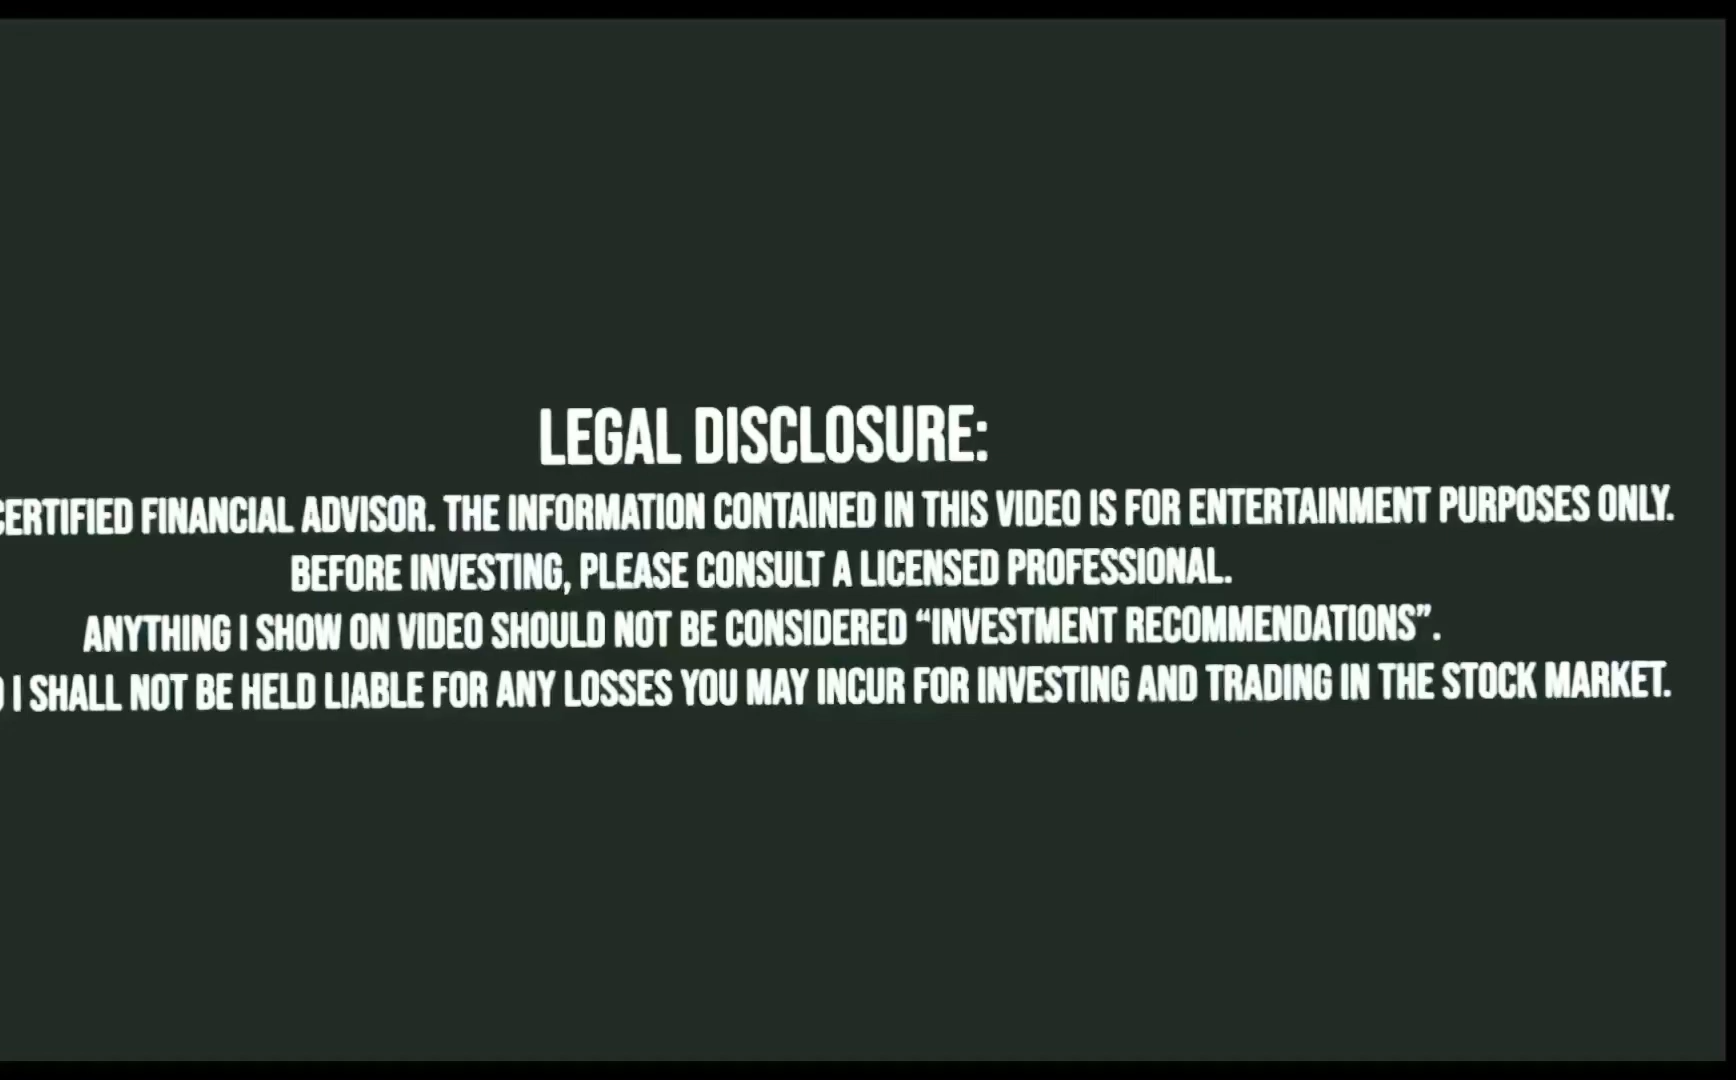 LEGAL DISCLOSURE:
CERTIFIED FINANCIAL ADVISOR. THE INFORMATION CONTAINED IN THIS VIDEO IS FOR ENTERTAINMENT PURPOSES ONLY.
BEFORE INVESTING, PLEASE CONSULT A LICENSED PROFESSIONAL.
ANYTHING I SHOW ON VIDEO SHOULD NOT BE CONSIDERED “INVESTMENT RECOMMENDATIONS”.
I SHALL NOT BE HELD LIABLE FOR ANY LOSSES YOU MAY INCUR FOR INVESTING AND TRADING IN THE STOCK MARKET.